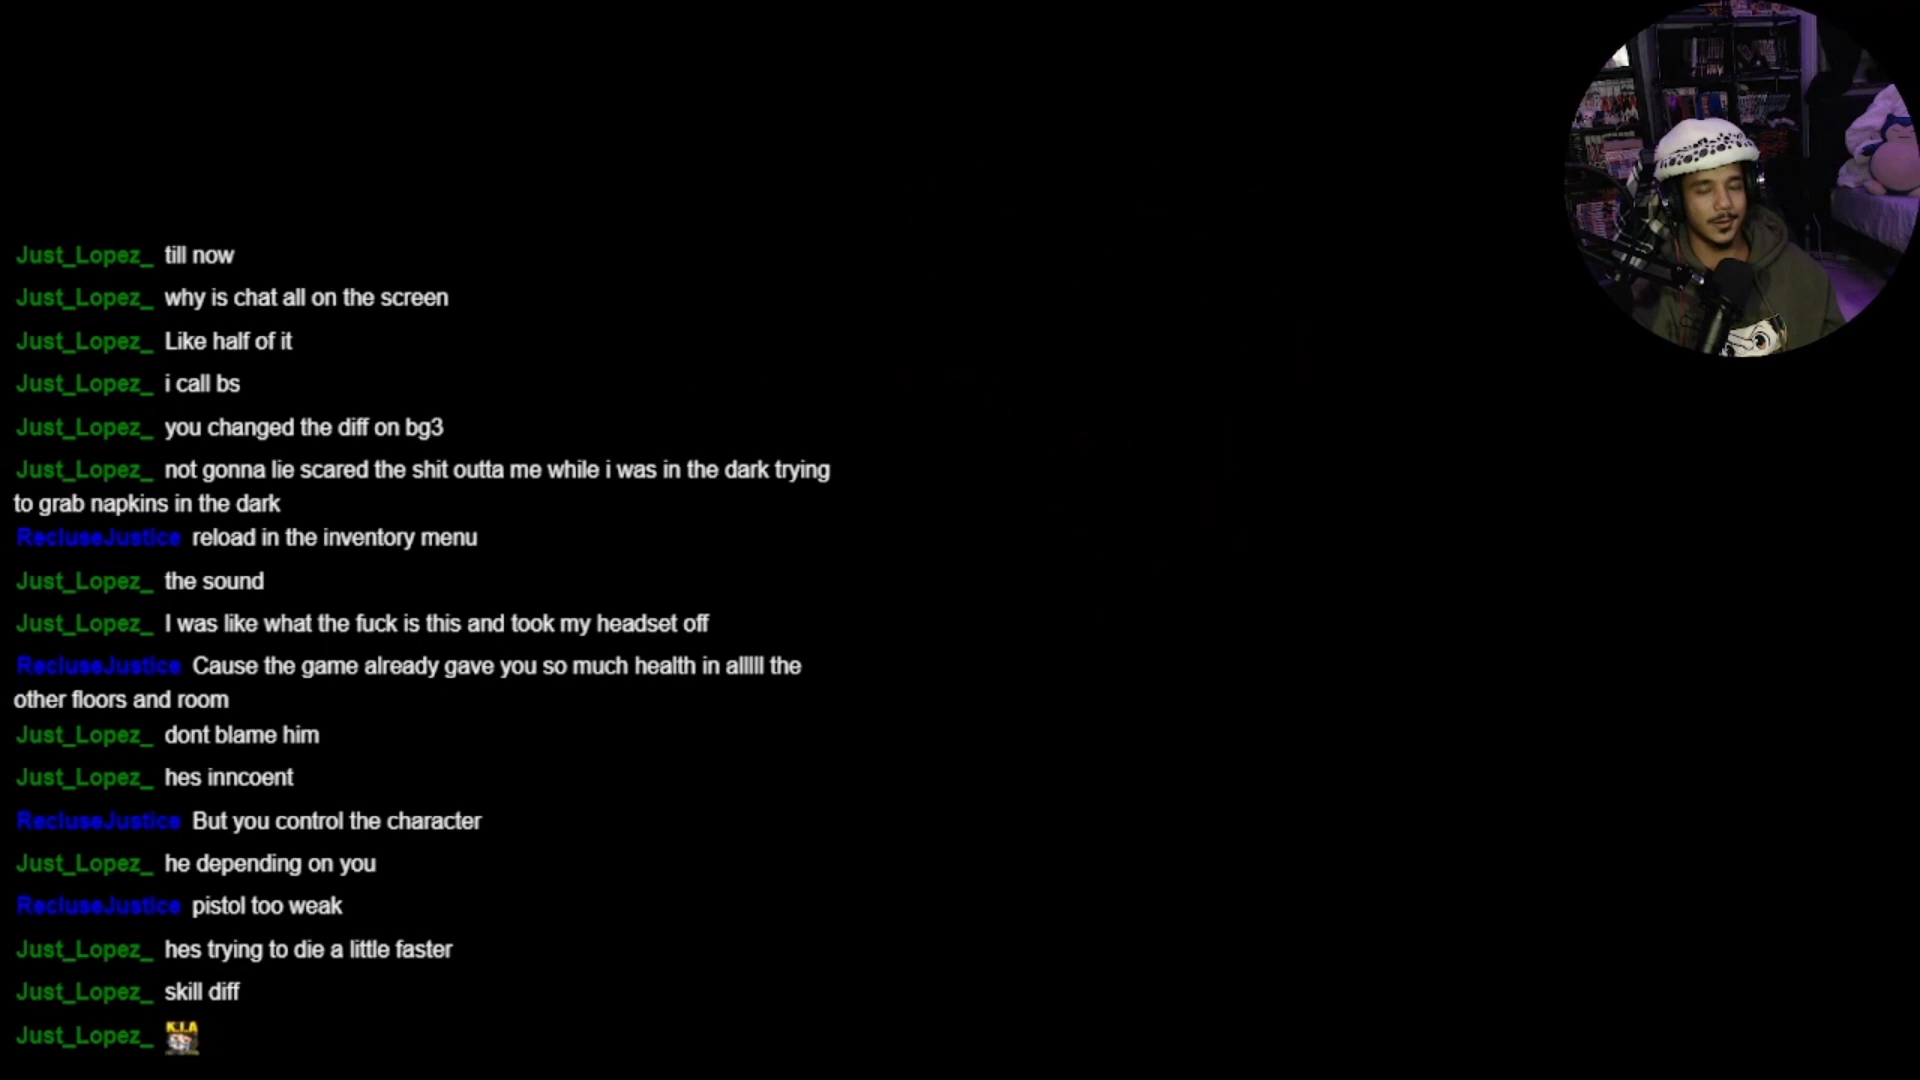 Just_Lopez_ till now
Just_Lopez_ why is chat all on the screen
Just_Lopez_ Like half of it
Just_Lopez_ i call bs
Just_Lopez_ you changed the diff on bg3
Just_Lopez_ not gonna lie scared the shit outta me while i was in the dark trying
to grab napkins in the dark
RecluseJustice reload in the inventory menu
Just_Lopez_ the sound
Just_Lopez_ I was like what the fuck is this and took my headset off
RecluseJustice Cause the game already gave you so much health in alllll the
other floors and room
Just_Lopez_ dont blame him
Just_Lopez_ hes inncoent
RecluseJustice But you control the character
Just_Lopez_ he depending on you
RecluseJustice pistol too weak
Just_Lopez_ hes trying to die a little faster
Just_Lopez_ skill diff
Just_Lopez_ K.I.A